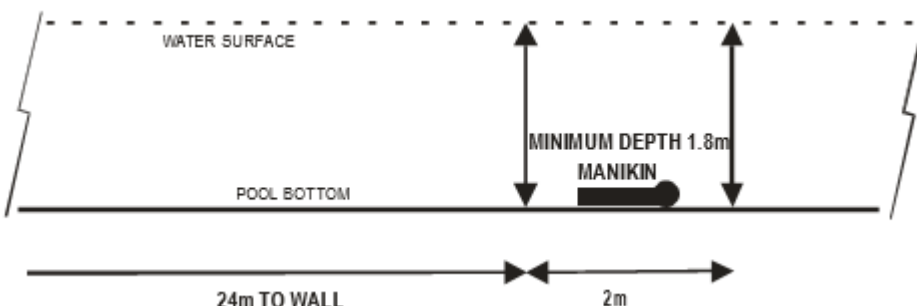 WATER SURFACE
MINIMUM DEPTH 1.8m
MANIKIN
POOL BOTTOM
24m TO WALL
2m